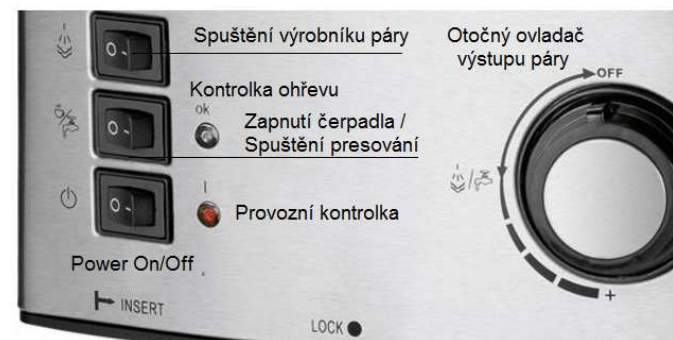 Spuštění výrobníku páry
Otočný ovladač
výstupu páry
OFF
Kontrolka ohřevu
ok
Zapnutí čerpadla /
Spuštění presování
Provozní kontrolka
Power On/Off
+
INSERT
LOCK